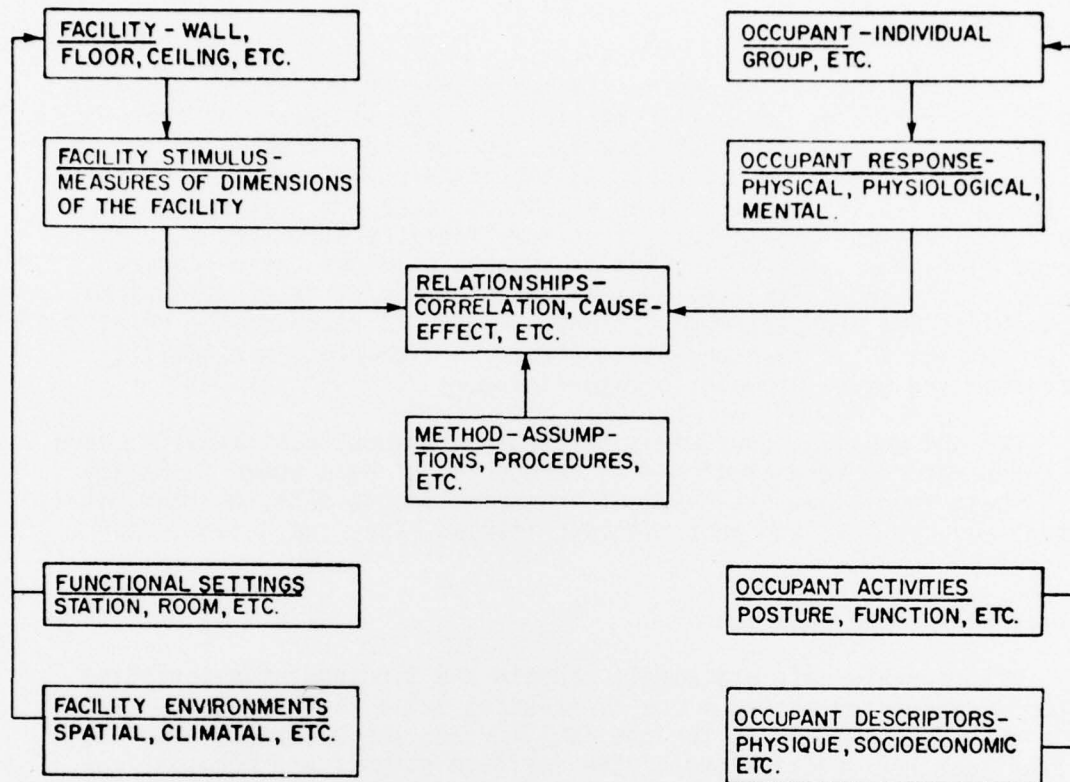 FACILITY - WALL,
FLOOR, CEILING, ETC.
OCCUPANT - INDIVIDUAL
GROUP, ETC.
FACILITY STIMULUS-
MEASURES OF DIMENSIONS
OF THE FACILITY
OCCUPANT RESPONSE-
PHYSICAL, PHYSIOLOGICAL,
MENTAL.
RELATIONSHIPS-
CORRELATION, CAUSE-
EFFECT, ETC.
METHOD-ASSUMP-
TIONS, PROCEDURES,
ETC.
FUNCTIONAL SETTINGS
STATION, ROOM, ETC.
OCCUPANT ACTIVITIES
POSTURE, FUNCTION, ETC.
FACILITY ENVIRONMENTS
SPATIAL, CLIMATAL, ETC.
OCCUPANT DESCRIPTORS-
PHYSIQUE, SOCIOECONOMIC
ETC.